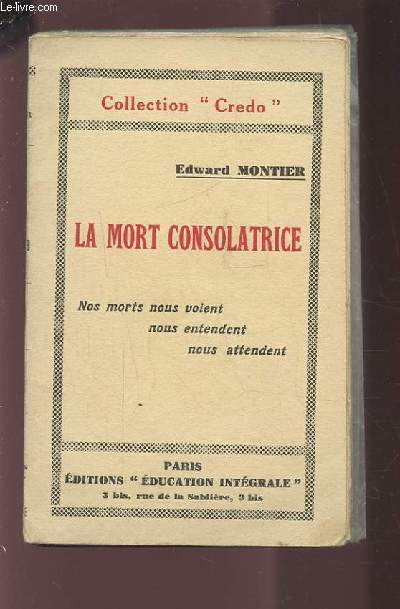 www.le-livre.com
Collection " Credo "
Edward MONTIER
LA MORT CONSOLATRICE
Nos morts nous voient
nous entendent
nous attendent
PARIS
ÉDITIONS " ÉDUCATION INTÉGRALE "
3 bis, rue de la Sablière, 3 bis